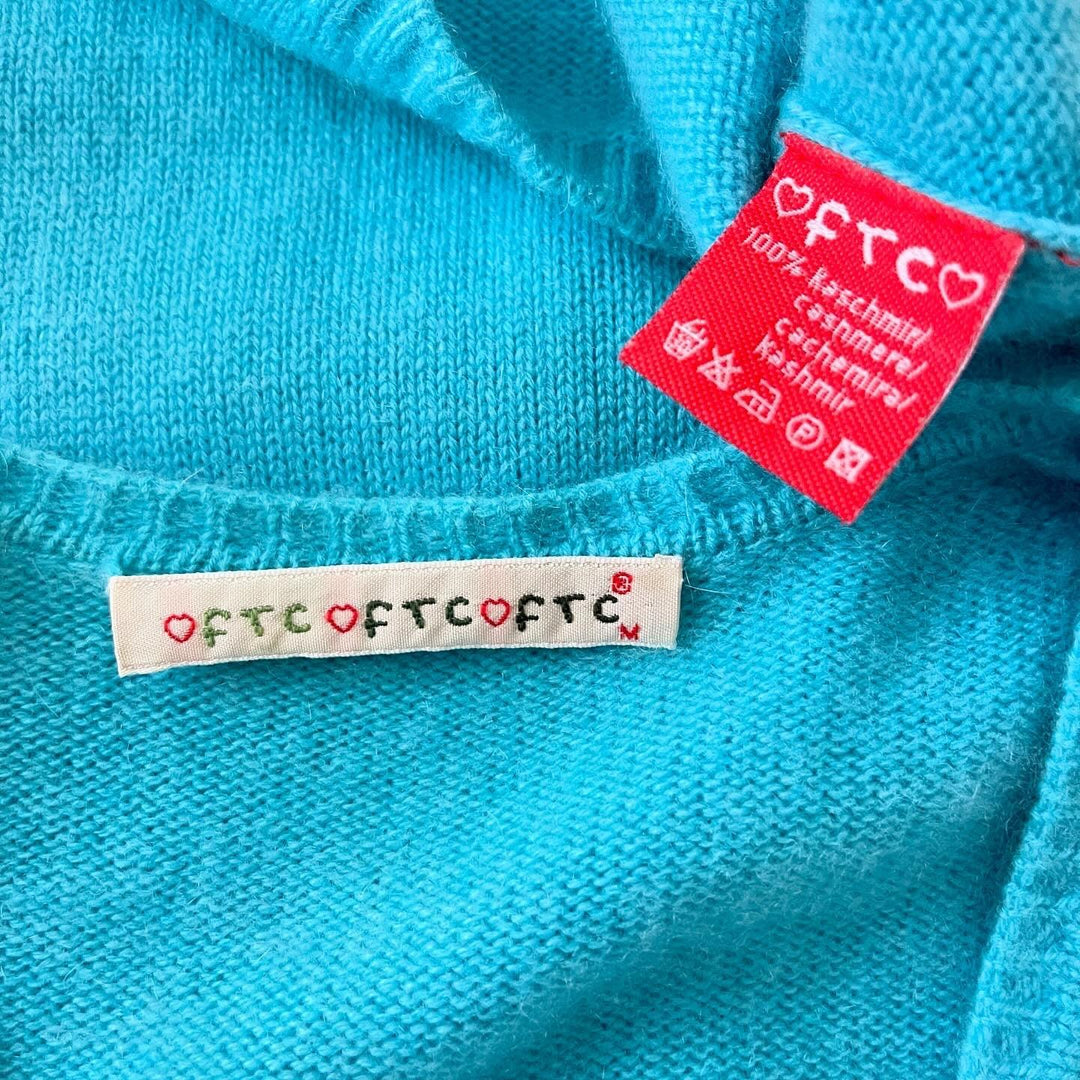 ♡FTC♡
100% kaschmir/
cashmere/
cachemira/
kashmir
P
♡FTC♡FTC♡FTC
M